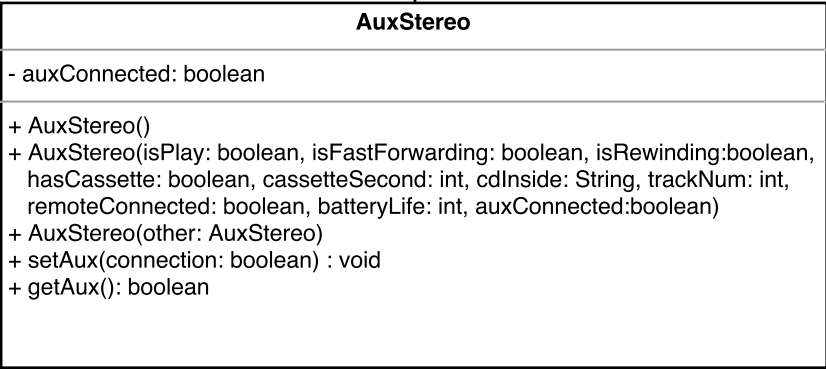 AuxStereo
- auxConnected: boolean
+ AuxStereo()
+ AuxStereo(isPlay: boolean, isFastForwarding: boolean, isRewinding:boolean,
hasCassette: boolean, cassetteSecond: int, cdInside: String, trackNum: int,
remoteConnected: boolean, batteryLife: int, auxConnected:boolean)
+ AuxStereo(other: AuxStereo)
+ setAux(connection: boolean) : void
+ getAux(): boolean